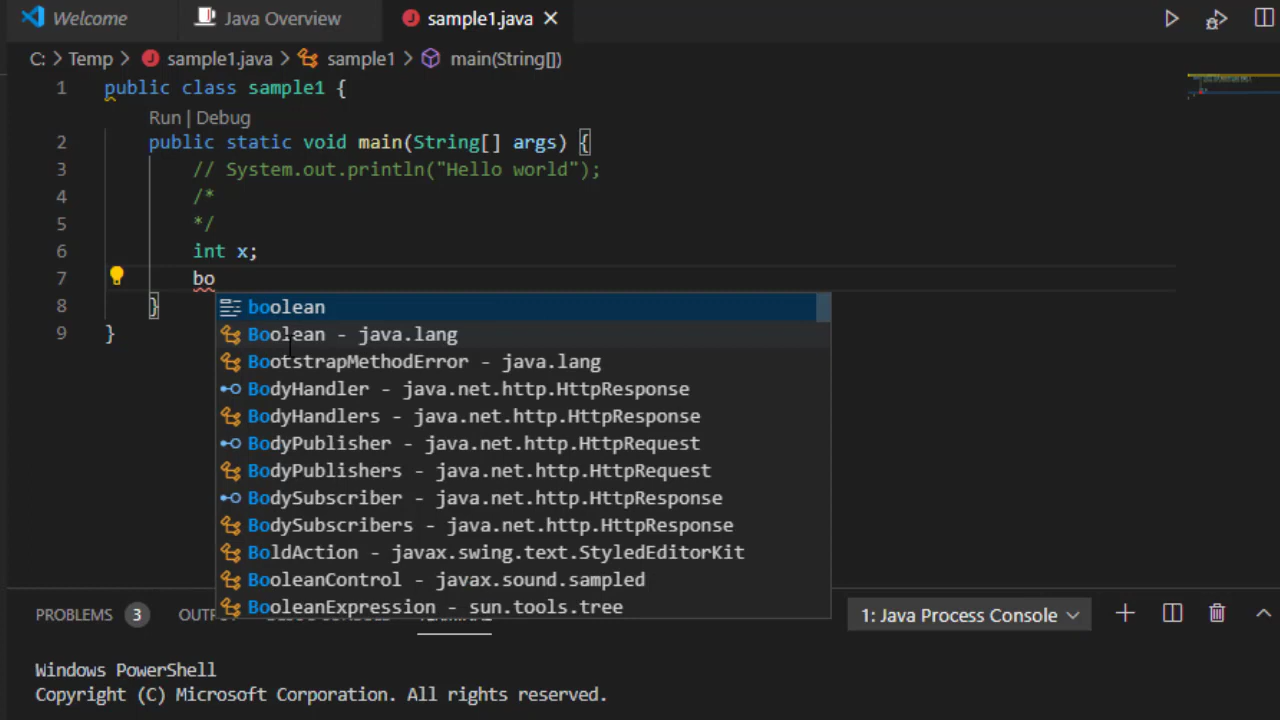 Welcome Java Overview sample1.java
C: > Temp > sample1.java > sample1 > main(String[])
1 public class sample1 {
Run | Debug
2 public static void main(String[] args) {
3 // System.out.println("Hello world");
4 /*
5 */
6 int x;
7 bo
8 }
9 }
boolean
Boolean - java.lang
BootstrapMethodError - java.lang
BodyHandler - java.net.http.HttpResponse
BodyHandlers - java.net.http.HttpResponse
BodyPublisher - java.net.http.HttpRequest
BodyPublishers - java.net.http.HttpRequest
BodySubscriber - java.net.http.HttpResponse
BodySubscribers - java.net.http.HttpResponse
BoldAction - javax.swing.text.StyledEditorKit
BooleanControl - javax.sound.sampled
BooleanExpression - sun.tools.tree
PROBLEMS 3 1: Java Process Console
Windows PowerShell
Copyright (C) Microsoft Corporation. All rights reserved.